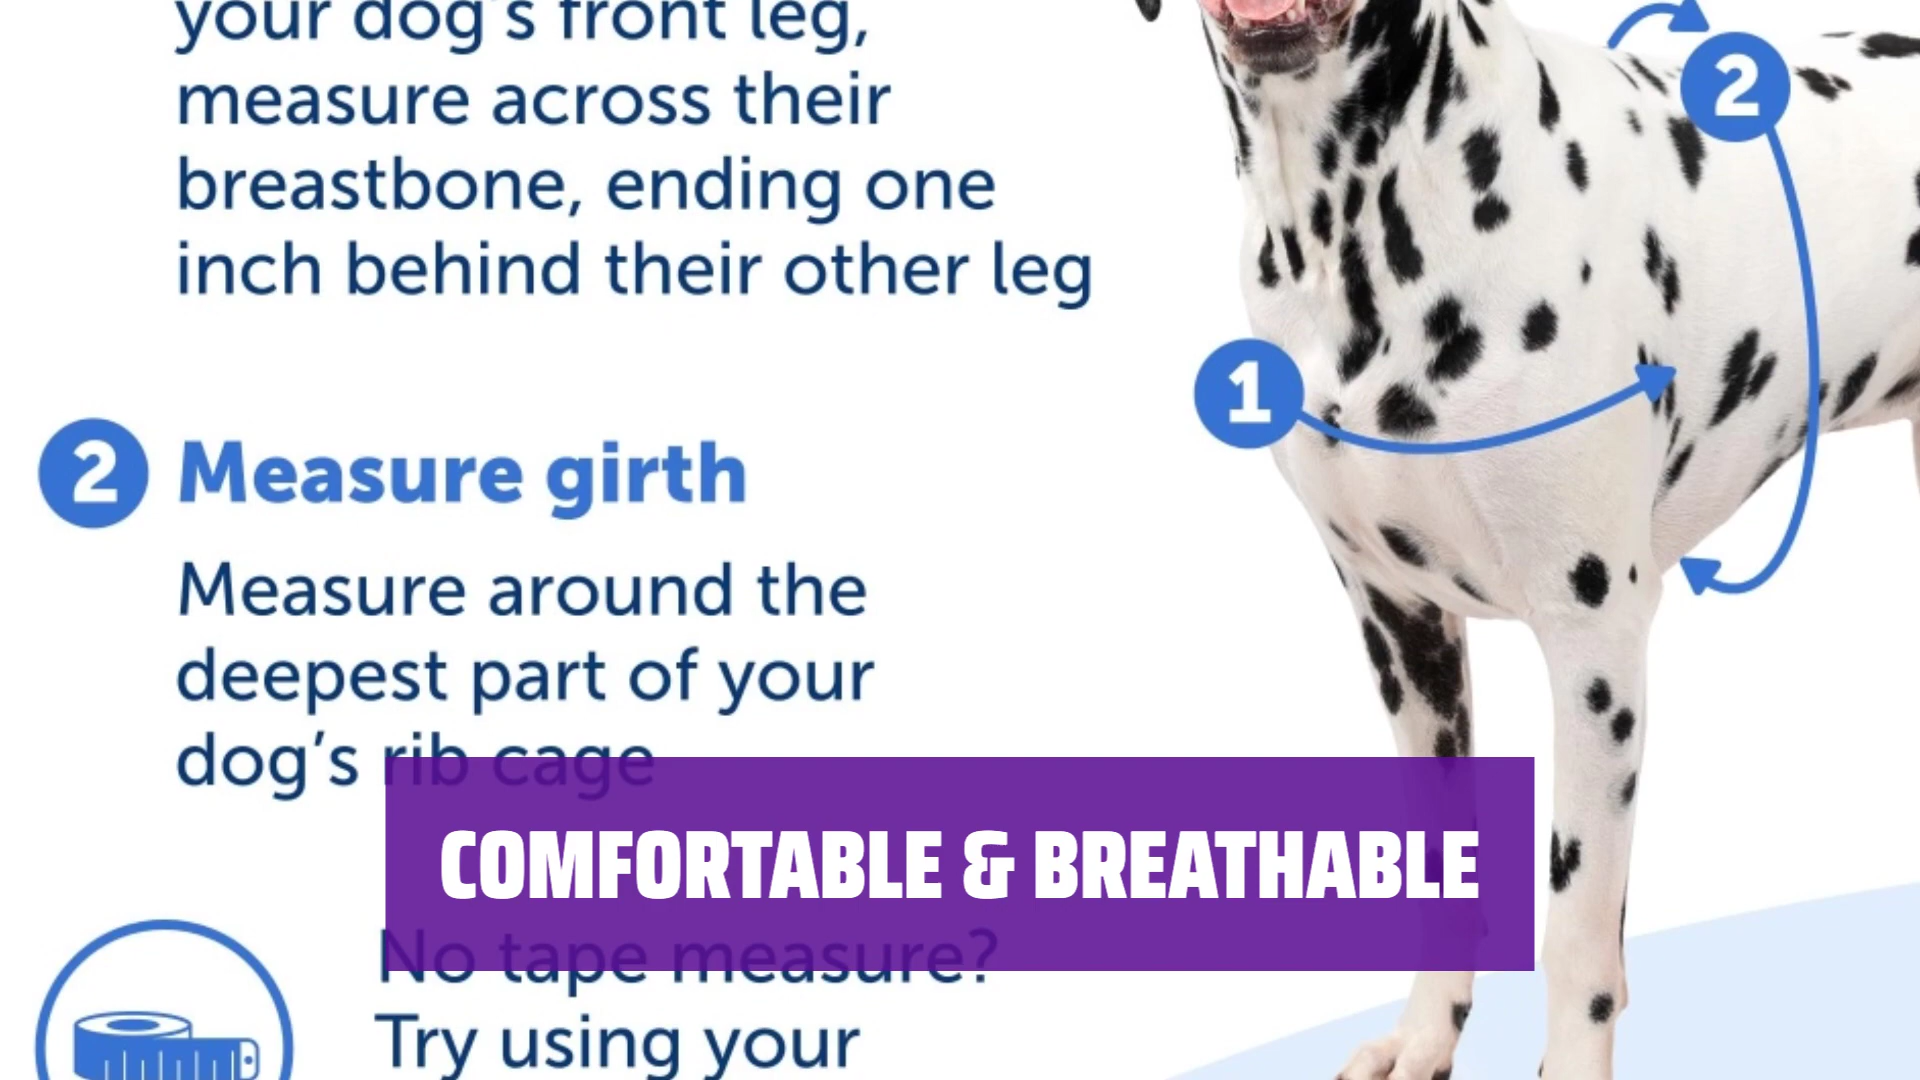 your dog's front leg,
measure across their
breastbone, ending one
inch behind their other leg
2 Measure girth
Measure around the
deepest part of your
dog's rib cage
COMFORTABLE & BREATHABLE
No tape measure?
Try using your
1
2